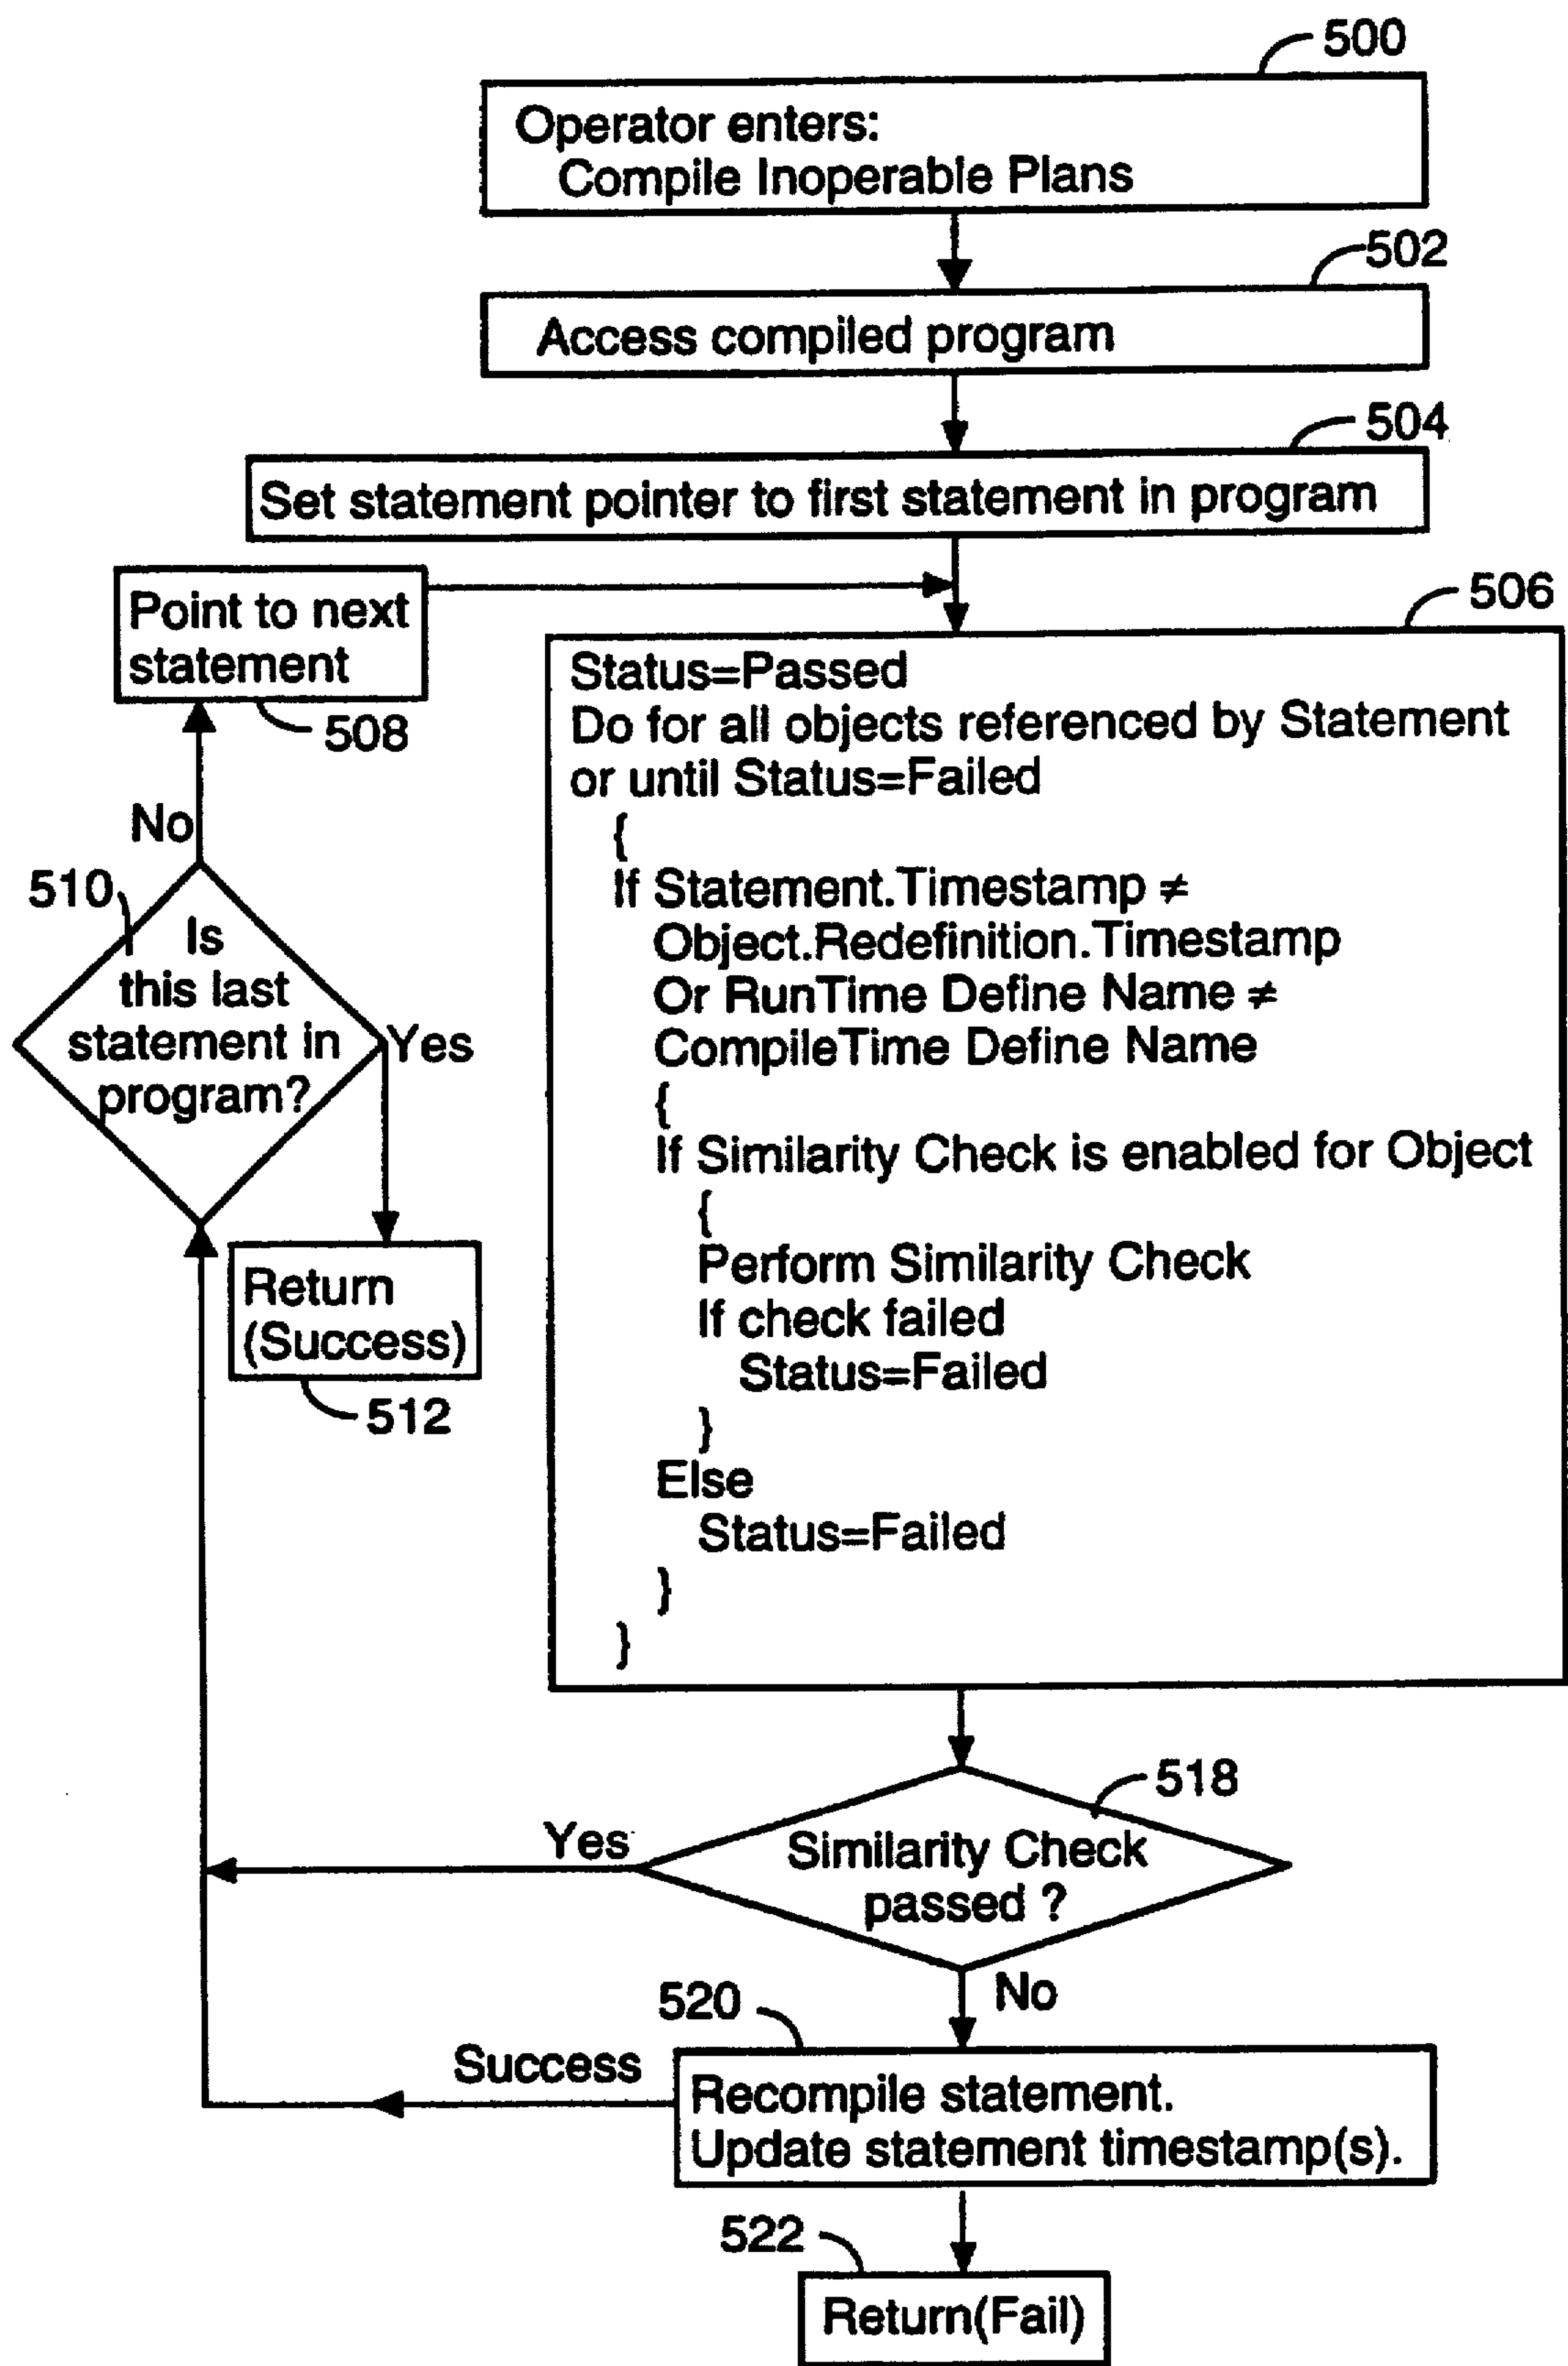 500
Operator enters:
Compile Inoperable Plans
502
Access compiled program
504
Set statement pointer to first statement in program
Point to next
statement
508
506
Status=Passed
Do for all objects referenced by Statement
or until Status=Failed
{
If Statement.Timestamp ≠
Object.Redefinition.Timestamp
Or RunTime Define Name ≠
CompileTime Define Name
{
If Similarity Check is enabled for Object
{
Perform Similarity Check
If check failed
Status=Failed
}
Else
Status=Failed
}
}
No
510
Is
this last
statement in
program?
Yes
Return
(Success)
512
518
Similarity Check
passed ?
Yes
No
520
Recompile statement.
Update statement timestamp(s).
Success
522
Return(Fail)